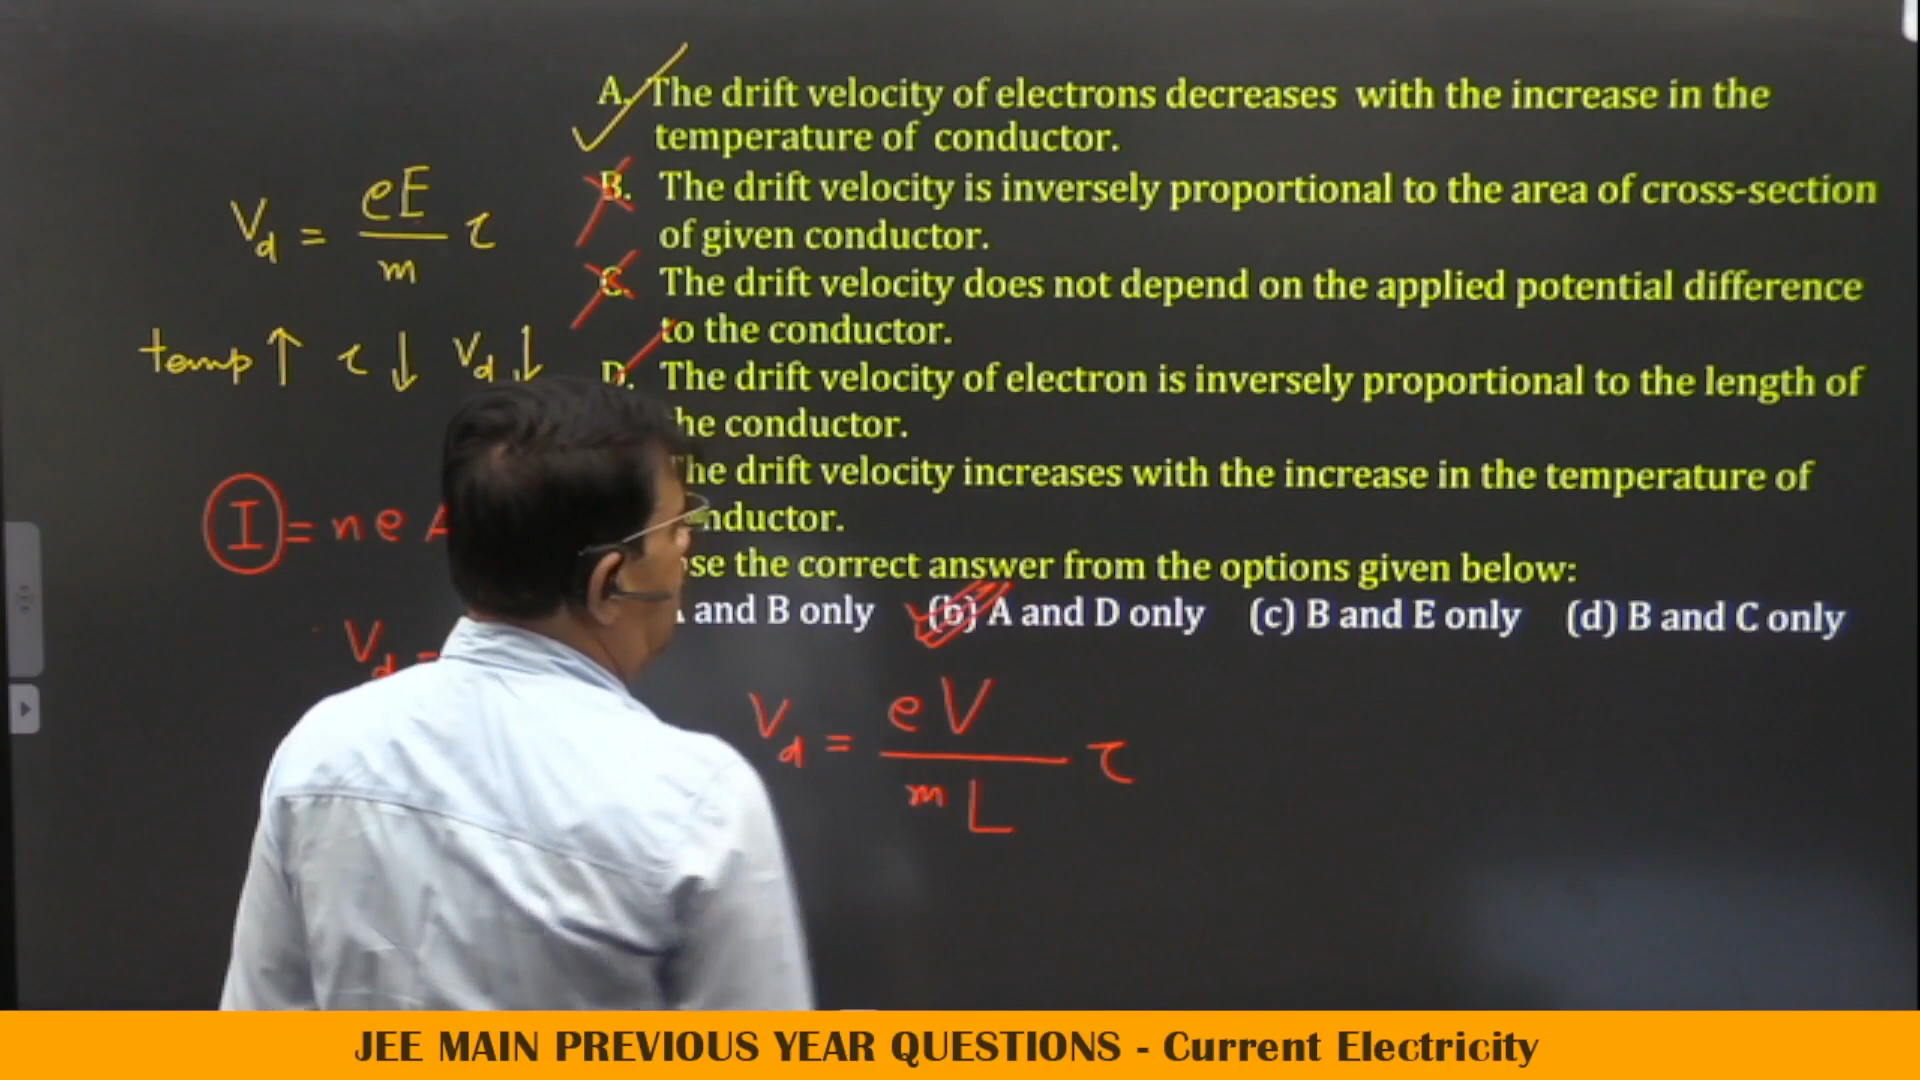 A. The drift velocity of electrons decreases with the increase in the
temperature of conductor.
B. The drift velocity is inversely proportional to the area of cross-section
of given conductor.
C. The drift velocity does not depend on the applied potential difference
to the conductor.
D. The drift velocity of electron is inversely proportional to the length of
he conductor.
he drift velocity increases with the increase in the temperature of
nductor.
se the correct answer from the options given below:
and B only (b) A and D only (c) B and E only (d) B and C only
V_d = eE/m τ
temp ↑ τ ↓ V_d ↓
I = n e A
V_d =
V_d = eV/mL τ
JEE MAIN PREVIOUS YEAR QUESTIONS - Current Electricity